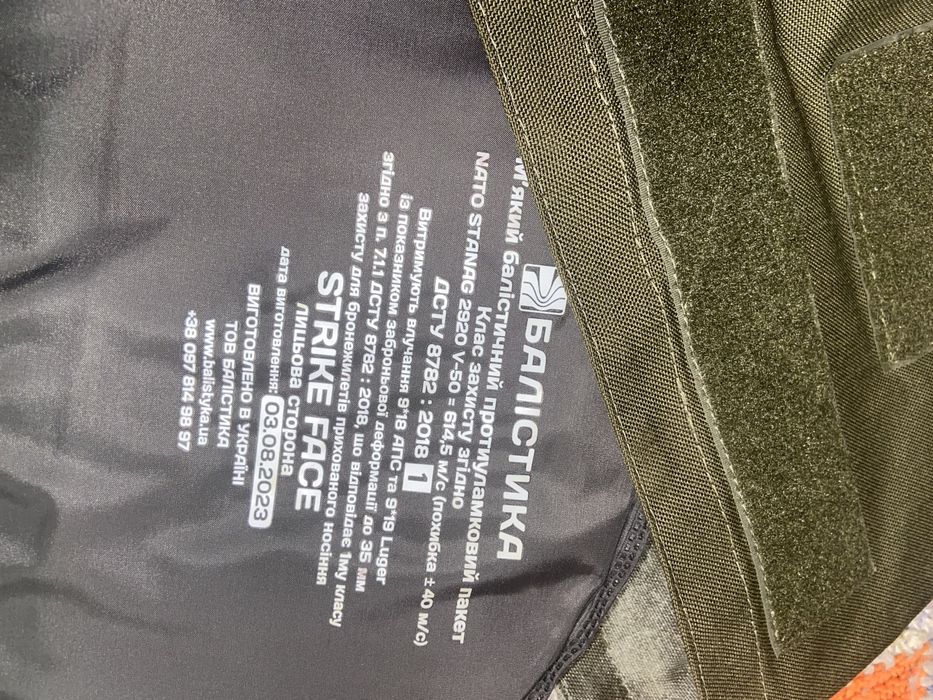 БАЛІСТИКА
М'який балістичний протиуламковий пакет
Клас захисту згідно
NATO STANAG 2920 V-50 = 614,5 м/с (похибка ± 40 м/с)
ДСТУ 8782 : 2018 1
Витримують влучання 9*18 АПС та 9*19 Luger
із показником заброньової деформації до 35 мм
згідно з п. 7.1.1 ДСТУ 8782 : 2018, що відповідає 1му класу
захисту для бронежилетів прихованого носіння
STRIKE FACE
лицьова сторона
дата виготовлення: 03.08.2023
ВИГОТОВЛЕНО В УКРАЇНІ
ТОВ БАЛІСТИКА
www.balistyka.ua
+38 097 814 98 97